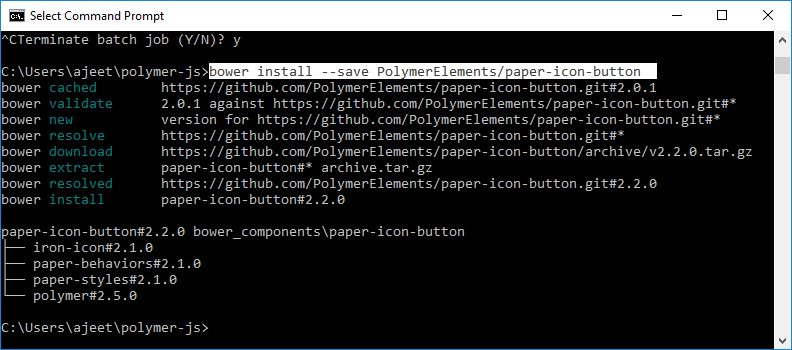 Select Command Prompt
^CTerminate batch job (Y/N)? y
C:\Users\ajeet\polymer-js>bower install --save PolymerElements/paper-icon-button
bower cached        https://github.com/PolymerElements/paper-icon-button.git#2.0.1
bower validate      2.0.1 against https://github.com/PolymerElements/paper-icon-button.git#*
bower new           version for https://github.com/PolymerElements/paper-icon-button.git#*
bower resolve       https://github.com/PolymerElements/paper-icon-button.git#*
bower download      https://github.com/PolymerElements/paper-icon-button/archive/v2.2.0.tar.gz
bower extract       paper-icon-button#* archive.tar.gz
bower resolved      https://github.com/PolymerElements/paper-icon-button.git#2.2.0
bower install       paper-icon-button#2.2.0
paper-icon-button#2.2.0 bower_components\paper-icon-button
├── iron-icon#2.1.0
├── paper-behaviors#2.1.0
├── paper-styles#2.1.0
└── polymer#2.5.0
C:\Users\ajeet\polymer-js>